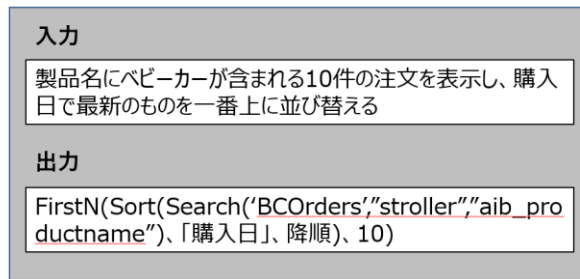 入力
製品名にベビーカーが含まれる10件の注文を表示し、購入
日で最新のものを一番上に並び替える
出力
FirstN(Sort(Search(‘BCOrders’,”stroller”,”aib_pro
ductname”)、「購入日」、降順)、10)